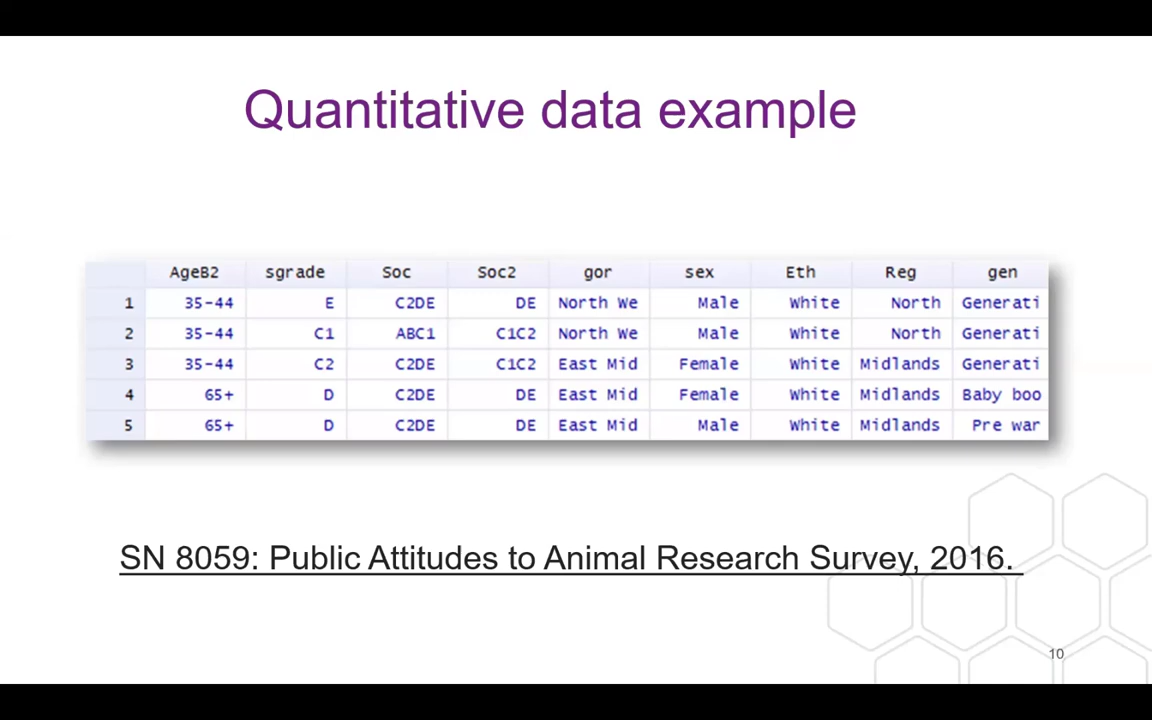 Quantitative data example
AgeB2 sgrade Soc Soc2 gor sex Eth Reg gen
1 35-44 E C2DE DE North We Male White North Generati
2 35-44 C1 ABC1 C1C2 North We Male White North Generati
3 35-44 C2 C2DE C1C2 East Mid Female White Midlands Generati
4 65+ D C2DE DE East Mid Female White Midlands Baby boo
5 65+ D C2DE DE East Mid Male White Midlands Pre war
SN 8059: Public Attitudes to Animal Research Survey, 2016.
10